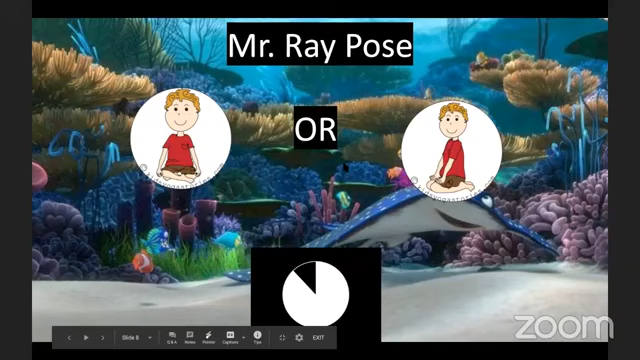 Mr. Ray Pose
OR
Slide 8
Q & A
Notes
Pointer
Captions
Tips
EXIT
zoom